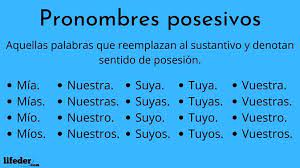 Pronombres posesivos
Aquellas palabras que reemplazan al sustantivo y denotan
sentido de posesión.
• Mía. • Nuestra. • Suya. • Tuya. • Vuestra.
• Mías. • Nuestras. • Suyas. • Tuyas. • Vuestras.
• Mío. • Nuestro. • Suyo. • Tuyo. • Vuestro.
• Míos. • Nuestros. • Suyos. • Tuyos. • Vuestros.
lifeder